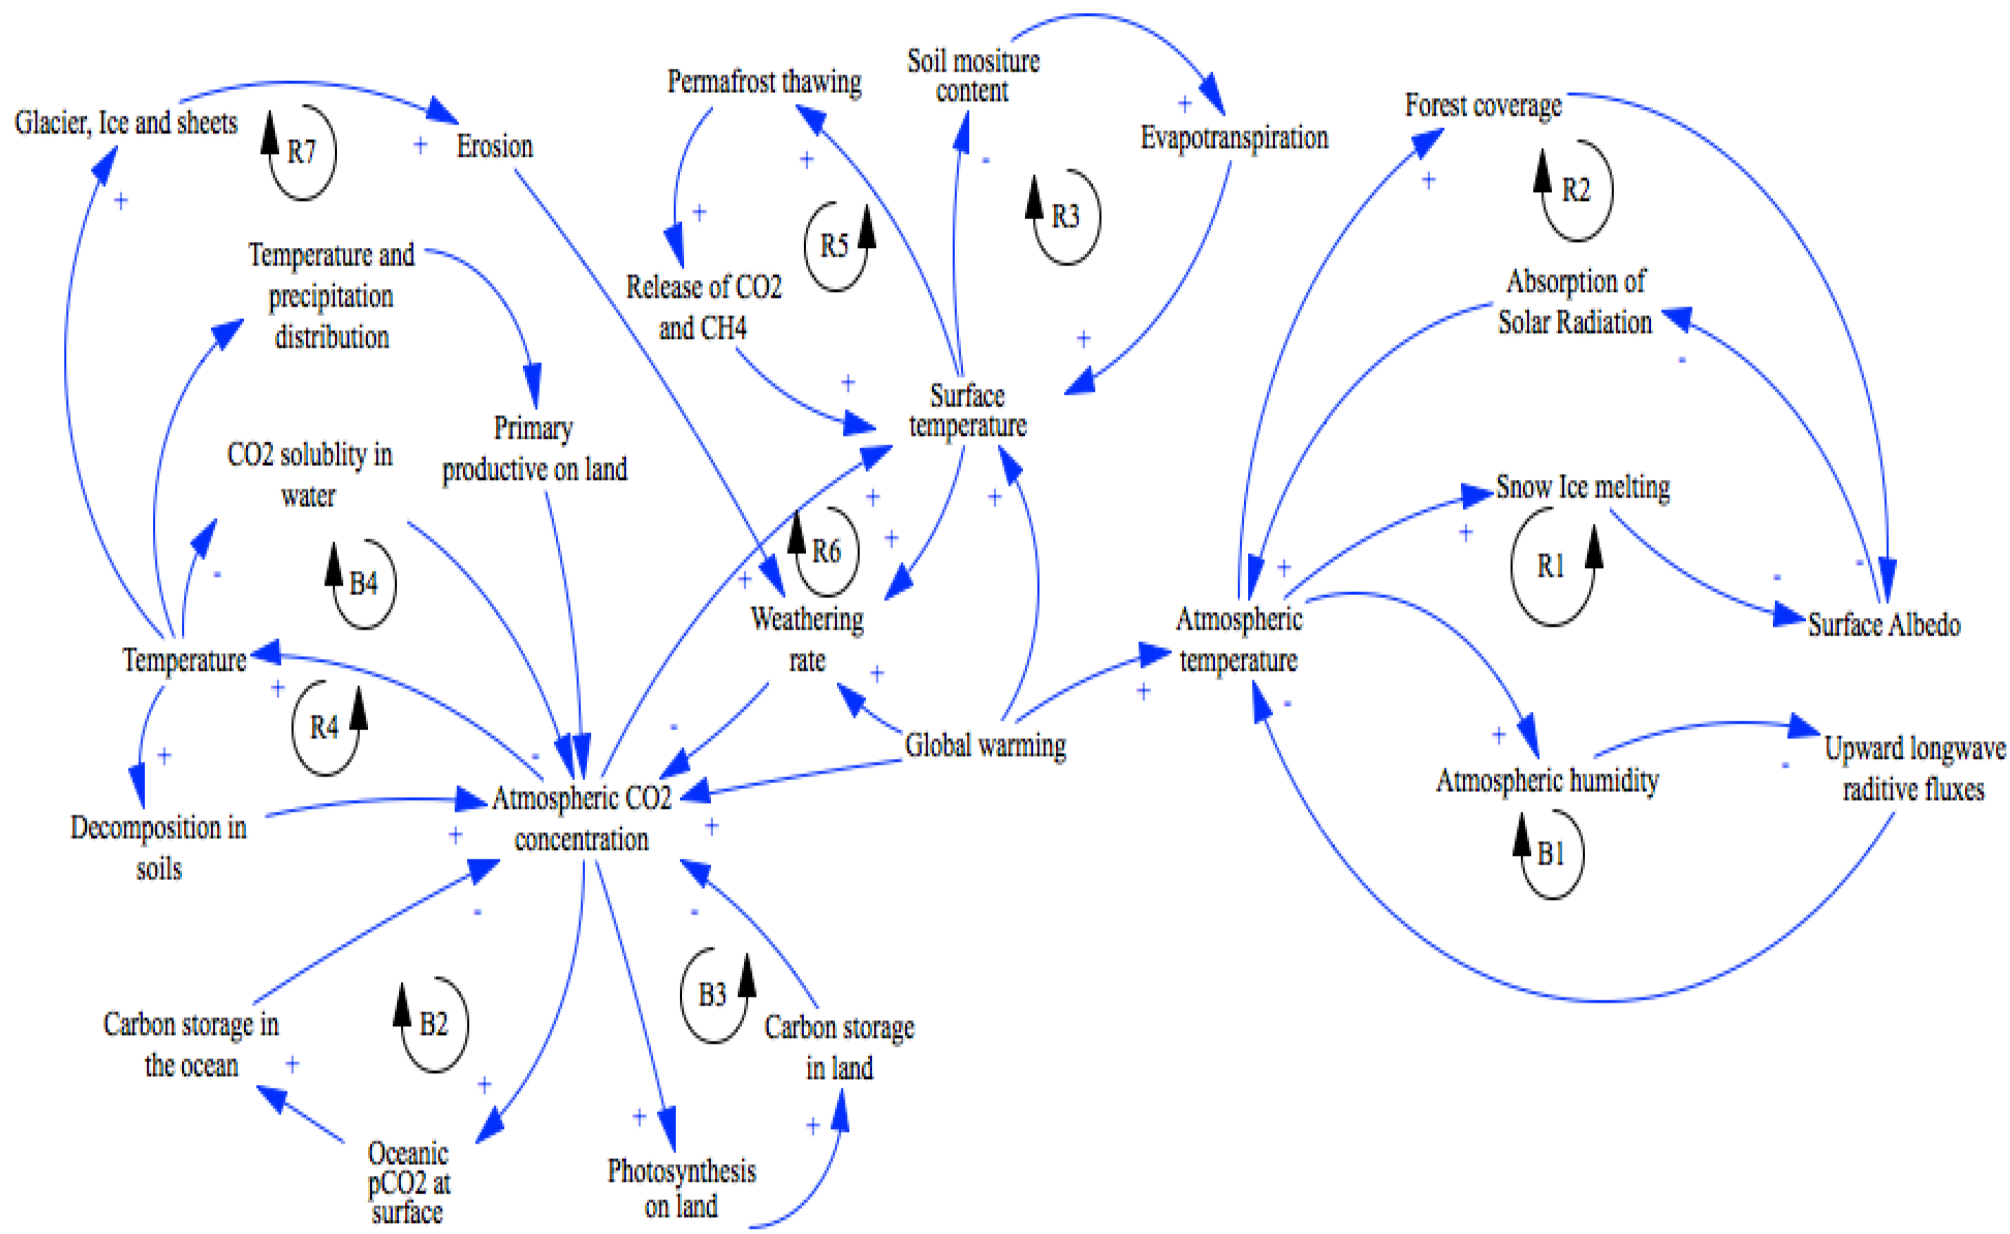 Glacier, Ice and sheets
+
R7
+
Erosion
Permafrost thawing
+
+
R5
Release of CO2
and CH4
+
Soil mositure
content
-
+
Evapotranspiration
R3
+
Surface
temperature
Forest coverage
+
R2
Absorption of
Solar Radiation
-
Temperature and
precipitation
distribution
Primary
productive on land
CO2 solublity in
water
-
B4
+
+
+
R6
+
Weathering
rate
+
-
Snow Ice melting
+
R1
-
-
Surface Albedo
Atmospheric
temperature
+
+
-
Temperature
+
R4
-
+
Global warming
Atmospheric CO2
concentration
+
+
Decomposition in
soils
+
Atmospheric humidity
-
Upward longwave
raditive fluxes
B1
-
-
Carbon storage in
the ocean
+
B2
+
B3
Carbon storage
in land
+
+
Oceanic
pCO2 at
surface
Photosynthesis
on land